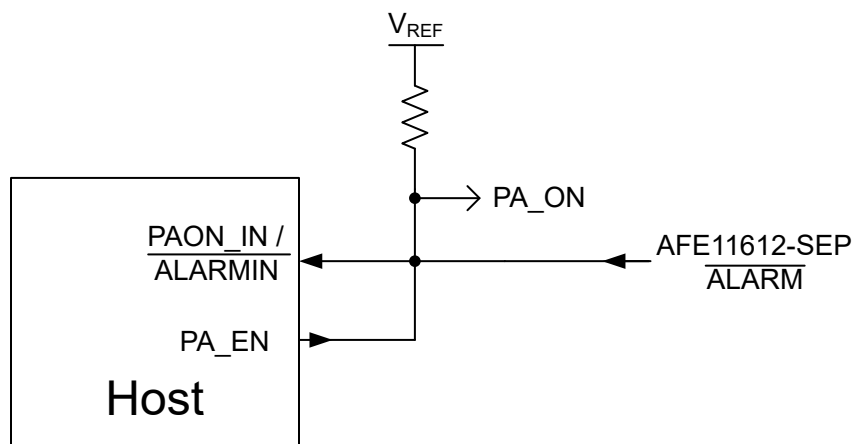 VREF
PA_ON
PAON_IN /
ALARMIN
AFE11612-SEP
ALARM
PA_EN
Host